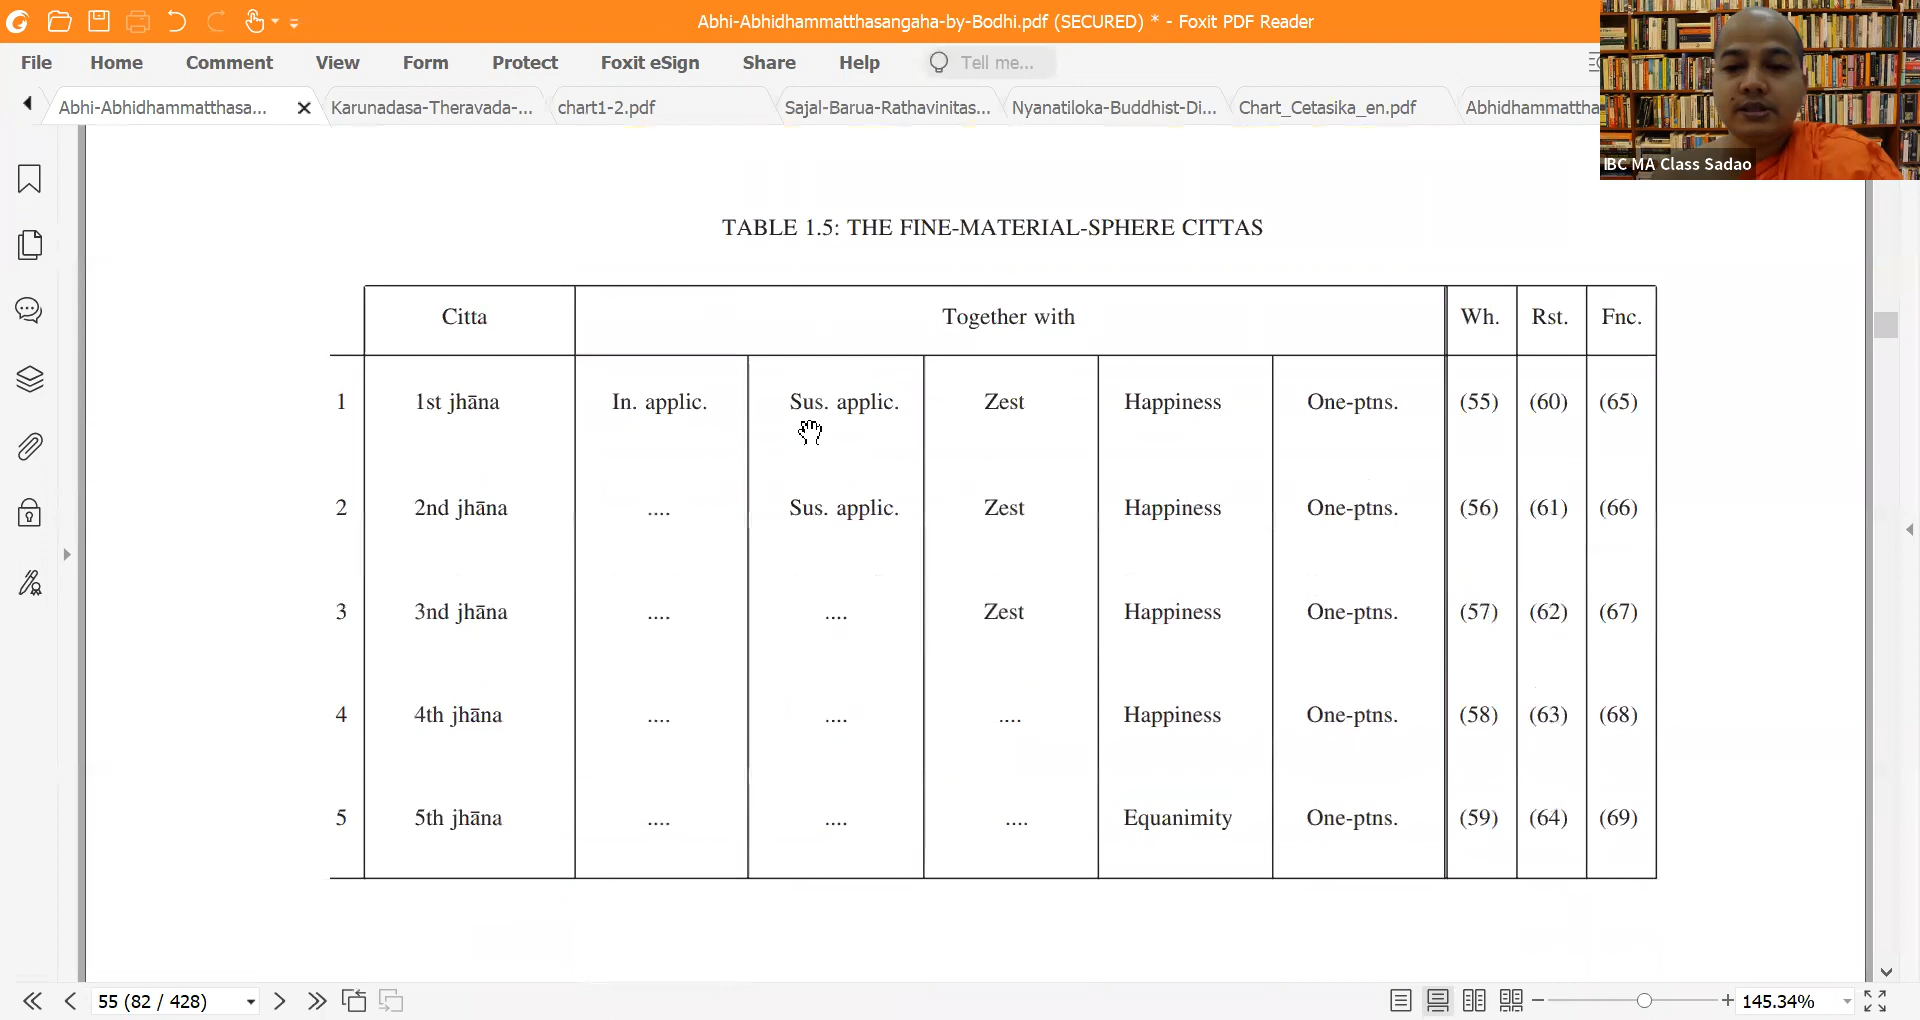 Abhi-Abhidhammatthasangaha-by-Bodhi.pdf (SECURED) * - Foxit PDF Reader
File Home Comment View Form Protect Foxit eSign Share Help Tell me...
Abhi-Abhidhammatthasa... Karunadasa-Theravada-... chart1-2.pdf Sajal-Barua-Rathavinitas... Nyanatiloka-Buddhist-Di... Chart_Cetasika_en.pdf Abhidhammattha
IBC MA Class Sadao
TABLE 1.5: THE FINE-MATERIAL-SPHERE CITTAS
Citta Together with Wh. Rst. Fnc.
1 1st jhāna In. applic. Sus. applic. Zest Happiness One-ptns. (55) (60) (65)
2 2nd jhāna .... Sus. applic. Zest Happiness One-ptns. (56) (61) (66)
3 3nd jhāna .... .... Zest Happiness One-ptns. (57) (62) (67)
4 4th jhāna .... .... .... Happiness One-ptns. (58) (63) (68)
5 5th jhāna .... .... .... Equanimity One-ptns. (59) (64) (69)
55 (82 / 428) 145.34%